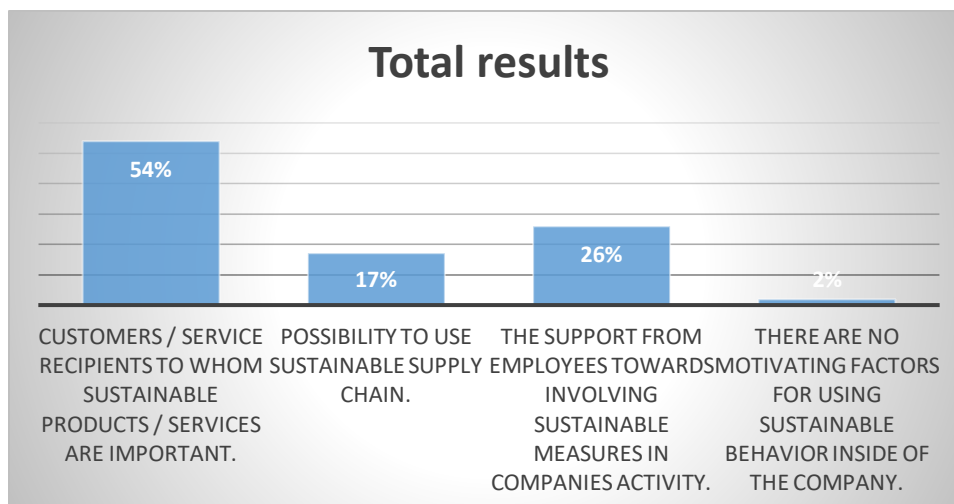 Total results
54%
17%
26%
2%
CUSTOMERS / SERVICE
RECIPIENTS TO WHOM
SUSTAINABLE
PRODUCTS / SERVICES
ARE IMPORTANT.
POSSIBILITY TO USE
SUSTAINABLE SUPPLY
CHAIN.
THE SUPPORT FROM
EMPLOYEES TOWARDS
INVOLVING
SUSTAINABLE
MEASURES IN
COMPANIES ACTIVITY.
THERE ARE NO
MOTIVATING FACTORS
FOR USING
SUSTAINABLE
BEHAVIOR INSIDE OF
THE COMPANY.